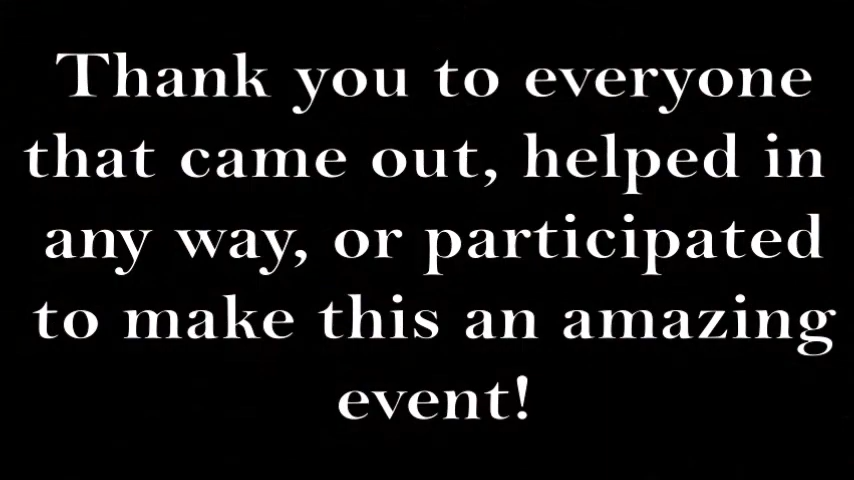 Thank you to everyone
that came out, helped in
any way, or participated
to make this an amazing
event!